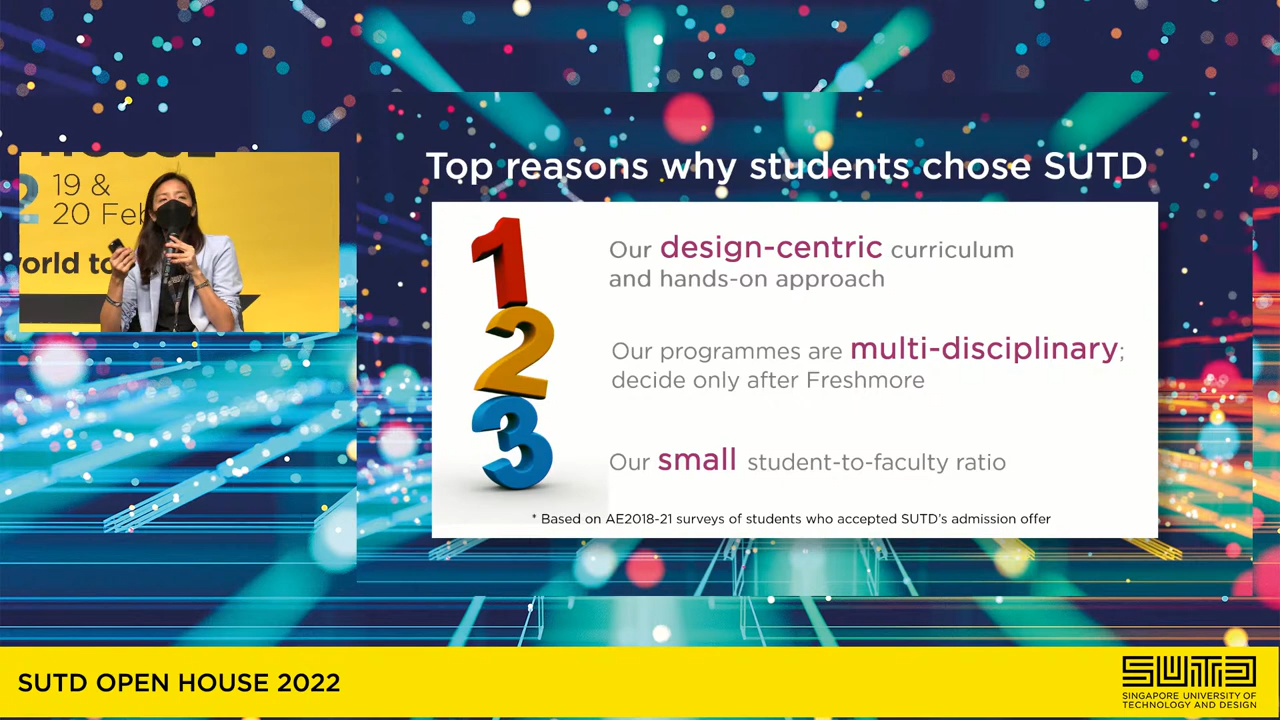 19 &
20 Feb
world to
Top reasons why students chose SUTD
1
Our design-centric curriculum
and hands-on approach
2
Our programmes are multi-disciplinary;
decide only after Freshmore
3
Our small student-to-faculty ratio
* Based on AE2018-21 surveys of students who accepted SUTD's admission offer
SUTD OPEN HOUSE 2022
SUTD
SINGAPORE UNIVERSITY OF
TECHNOLOGY AND DESIGN